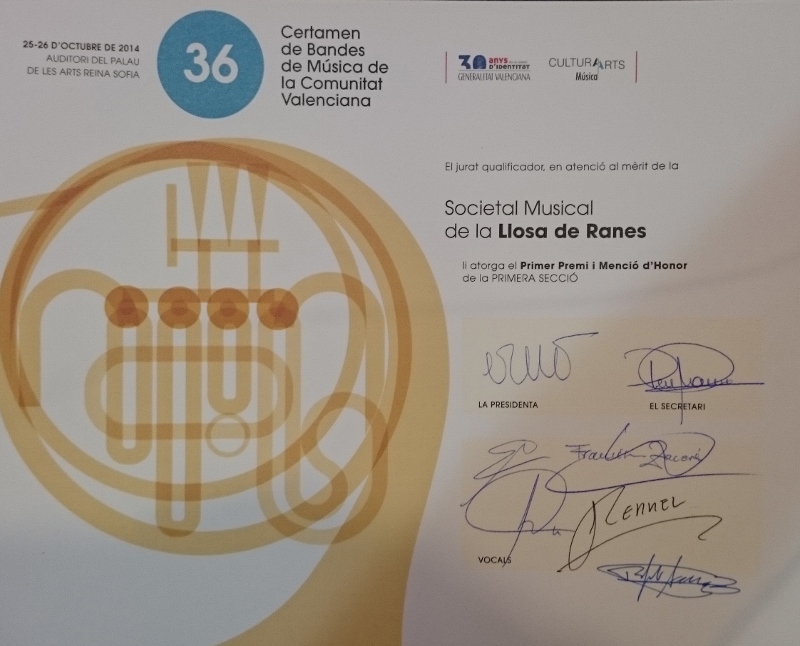 25-26 D'OCTUBRE DE 2014
AUDITORI DEL PALAU
DE LES ARTS REINA SOFIA
36
Certamen
de Bandes
de Música de
la Comunitat
Valenciana
30 anys
D'IDENTITAT
GENERALITAT VALENCIANA
CULTURARTS
Música
El jurat qualificador, en atenció al mèrit de la
Societat Musical
de la Llosa de Ranes
li atorga el Primer Premi i Menció d'Honor
de la PRIMERA SECCIÓ
LA PRESIDENTA
EL SECRETARI
VOCALS